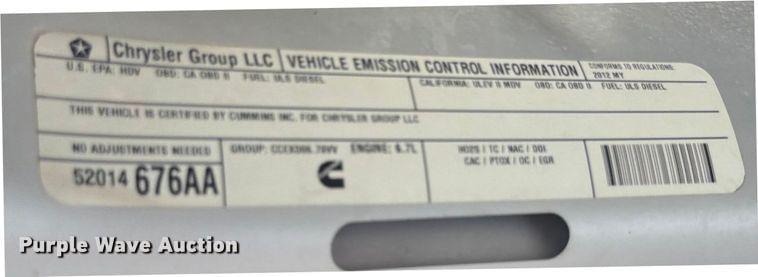 Chrysler Group LLC VEHICLE EMISSION CONTROL INFORMATION CONFORMS TO REGULATIONS:
2012 MY
U.S. EPA: HDV OBD: CA OBD II FUEL: ULS DIESEL
CALIFORNIA: ULEV II MDV OBD: CA OBD II FUEL: ULS DIESEL
THIS VEHICLE IS CERTIFIED BY CUMMINS INC. FOR CHRYSLER GROUP LLC
NO ADJUSTMENTS NEEDED
52014 676AA
GROUP: ENGINE: 6.7L
HO2S / TC / NAC / DDI
CAC / PTOX / OC / EGR
Purple Wave Auction